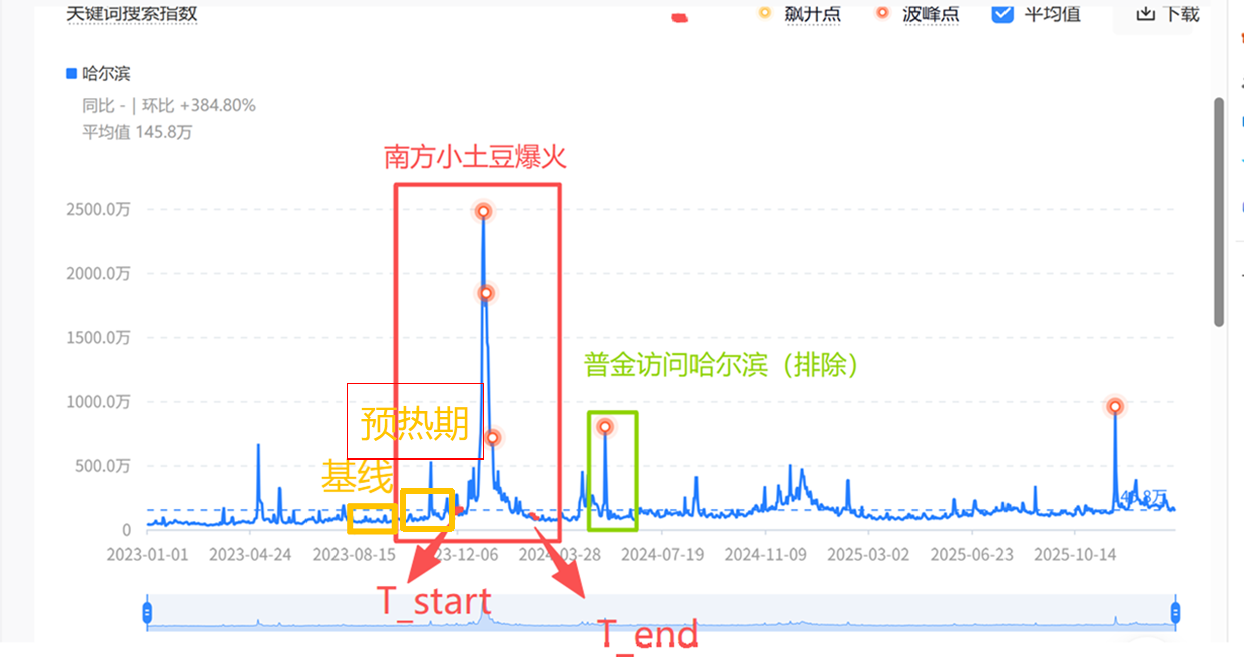 关键词搜索指数
飙升点 波峰点 平均值 下载
哈尔滨
同比 - | 环比 +384.80%
平均值 145.8万
南方小土豆爆火
2500.0万
2000.0万
1500.0万
普金访问哈尔滨（排除）
1000.0万
预热期
500.0万
基线
0
2023-01-01 2023-04-24 2023-08-15 23-12-06 2024-03-28 2024-07-19 2024-11-09 2025-03-02 2025-06-23 2025-10-14
T_start
T_end